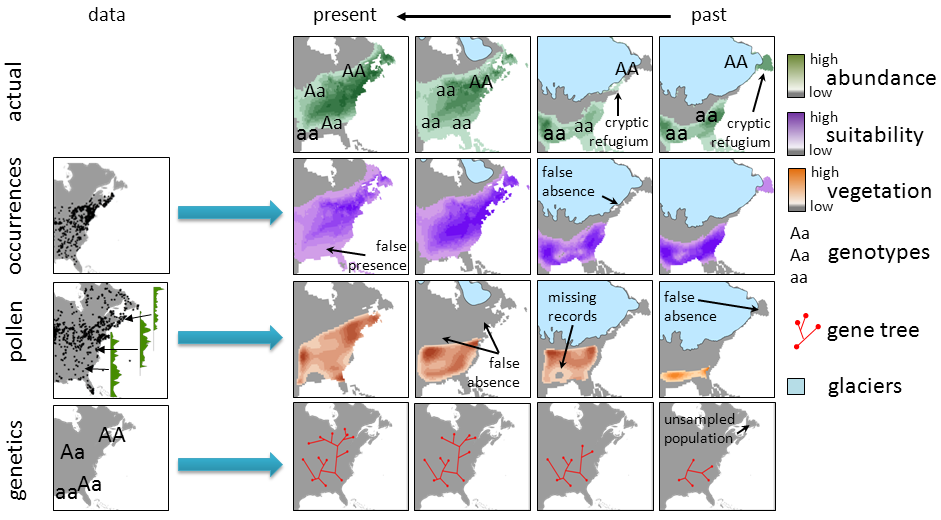 data
present
past
actual
AA
Aa
Aa
aa
AA
aa
aa
aa
AA
aa
aa
cryptic
refugium
AA
aa
aa
cryptic
refugium
high
low
abundance
high
low
suitability
high
low
vegetation
Aa
Aa
aa
genotypes
gene tree
glaciers
occurrences
false
presence
false
absence
pollen
false
absence
missing
records
false
absence
genetics
AA
Aa
aa
Aa
unsampled
population